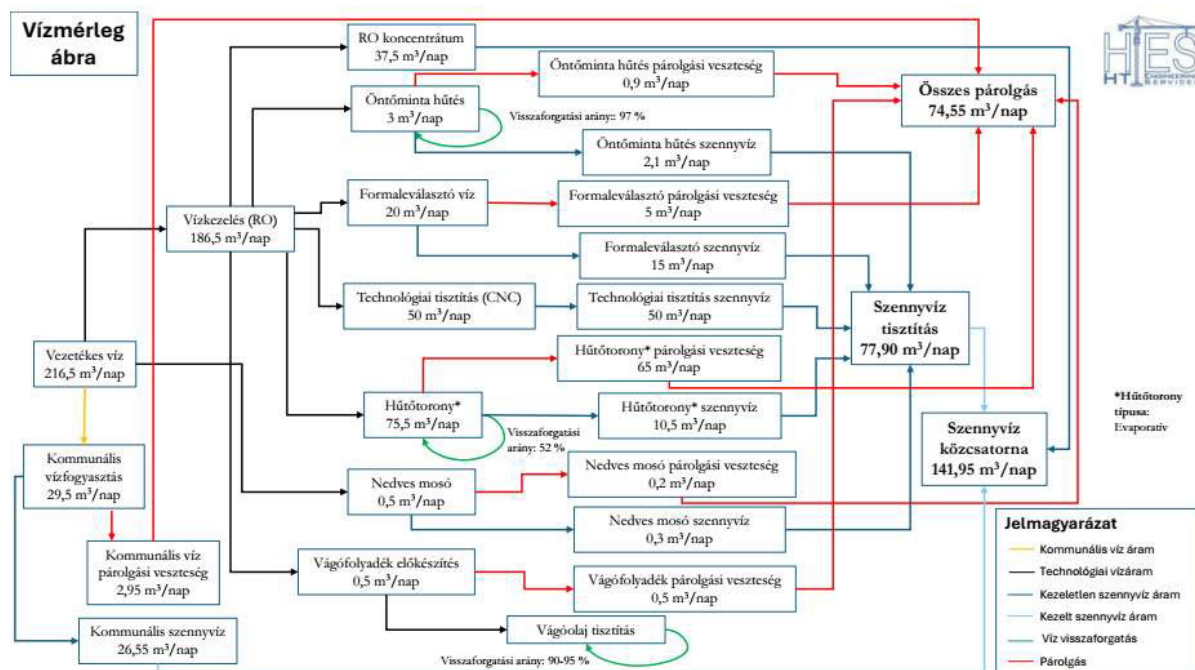 Vízmérleg
ábra
RO koncentrátum
37,5 m³/nap
Öntőminta hűtés
3 m³/nap
Visszaforgatási arány:: 97 %
Öntőminta hűtés párolgási veszteség
0,9 m³/nap
Öntőminta hűtés szennyvíz
2,1 m³/nap
Összes párolgás
74,55 m³/nap
HTES
HT ENGINEERING
SERVICES
Vízkezelés (RO)
186,5 m³/nap
Formaleválasztó víz
20 m³/nap
Formaleválasztó párolgási veszteség
5 m³/nap
Formaleválasztó szennyvíz
15 m³/nap
Technológiai tisztítás (CNC)
50 m³/nap
Technológiai tisztítás szennyvíz
50 m³/nap
Szennyvíz
tisztítás
77,90 m³/nap
Vezetékes víz
216,5 m³/nap
Hűtőtorony* párolgási veszteség
65 m³/nap
Hűtőtorony*
75,5 m³/nap
Visszaforgatási
arány: 52 %
Hűtőtorony* szennyvíz
10,5 m³/nap
*Hűtőtorony
típusa:
Evaporatív
Szennyvíz
közcsatorna
141,95 m³/nap
Kommunális
vízfogyasztás
29,5 m³/nap
Nedves mosó
0,5 m³/nap
Nedves mosó párolgási veszteség
0,2 m³/nap
Nedves mosó szennyvíz
0,3 m³/nap
Kommunális víz
párolgási veszteség
2,95 m³/nap
Vágófolyadék előkészítés
0,5 m³/nap
Vágófolyadék párolgási veszteség
0,5 m³/nap
Vágóolaj tisztítás
Visszaforgatási arány: 90-95 %
Kommunális szennyvíz
26,55 m³/nap
Jelmagyarázat
Kommunális víz áram
Technológiai vízáram
Kezeletlen szennyvíz áram
Kezelt szennyvíz áram
Víz visszaforgatás
Párolgás